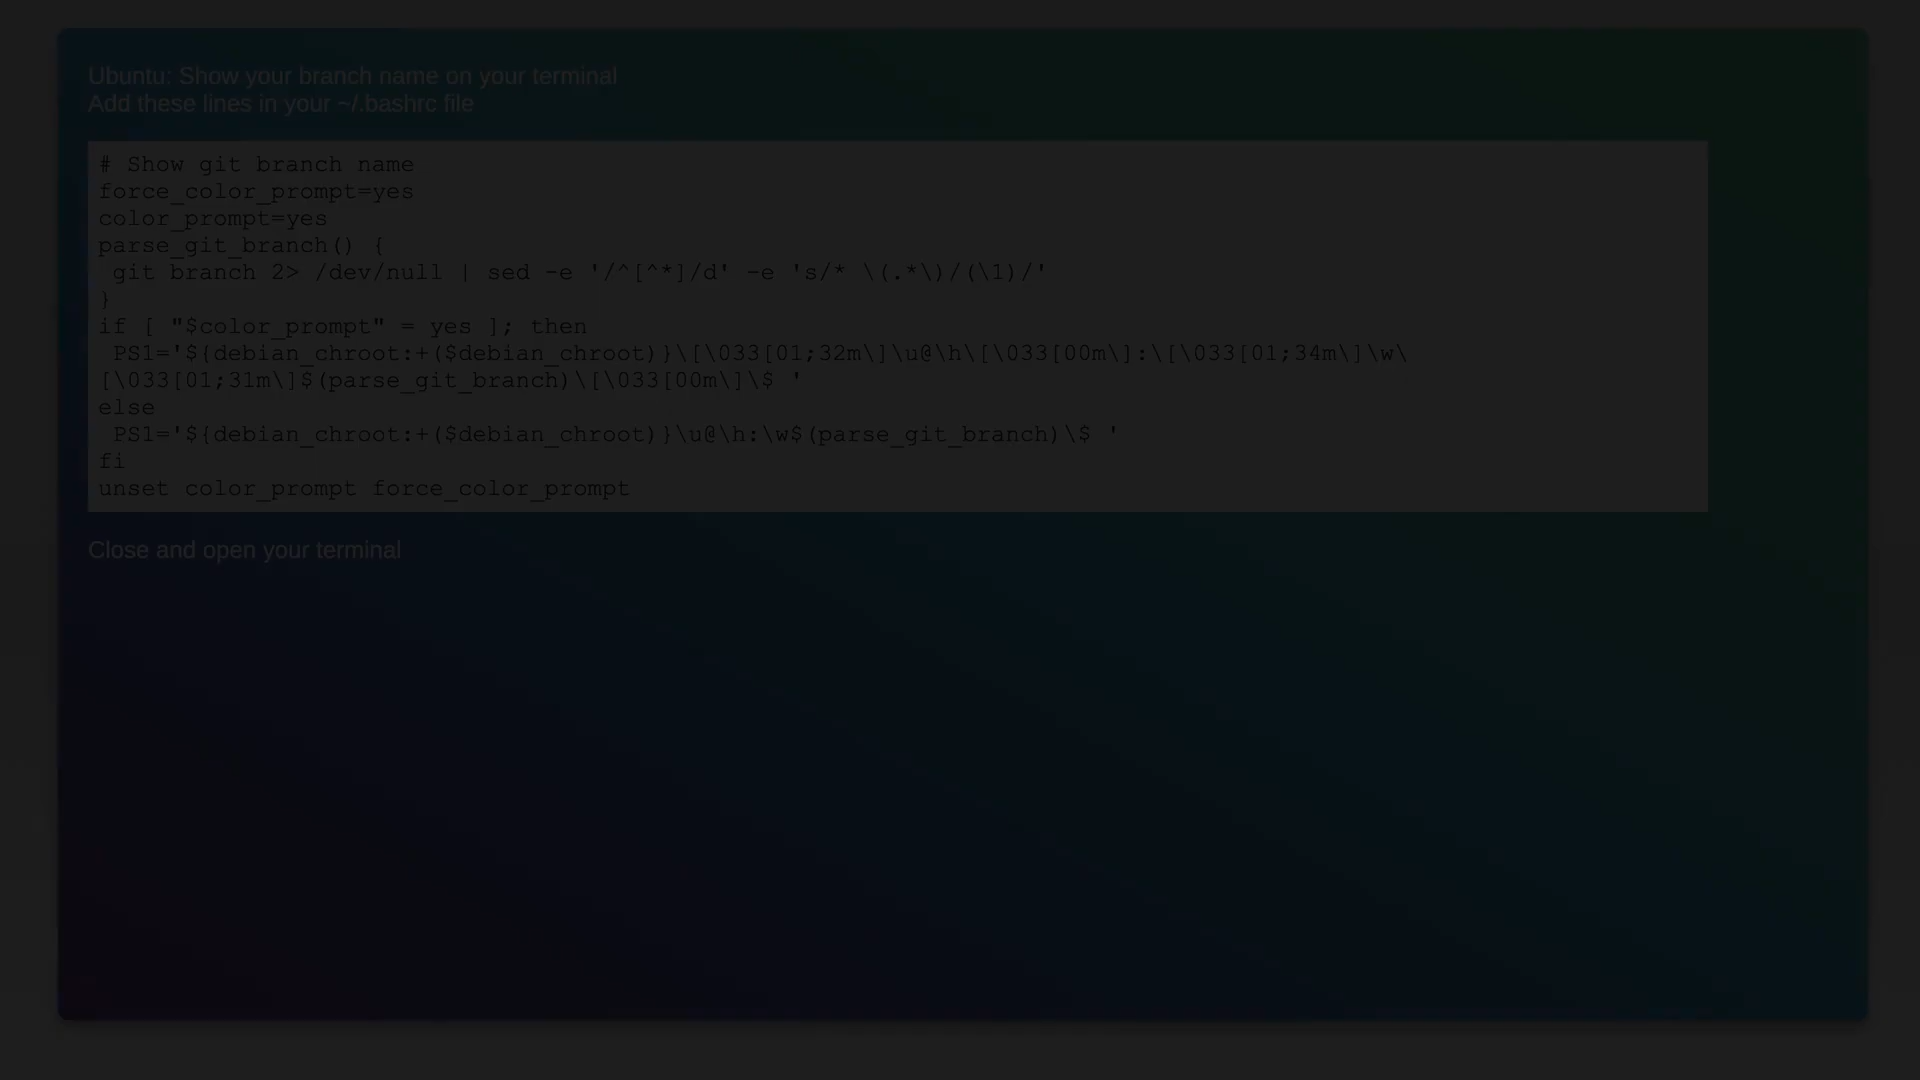 Ubuntu: Show your branch name on your terminal
Add these lines in your ~/.bashrc file
# Show git branch name
force_color_prompt=yes
color_prompt=yes
parse_git_branch() {
 git branch 2> /dev/null | sed -e '/^[^*]/d' -e 's/* \(.*\)/(\1)/'
}
if [ "$color_prompt" = yes ]; then
 PS1='${debian_chroot:+($debian_chroot)}\[\033[01;32m\]\u@\h\[\033[00m\]:\[\033[01;34m\]\w\
[\033[01;31m\]$(parse_git_branch)\[\033[00m\]\$ '
else
 PS1='${debian_chroot:+($debian_chroot)}\u@\h:\w$(parse_git_branch)\$ '
fi
unset color_prompt force_color_prompt
Close and open your terminal